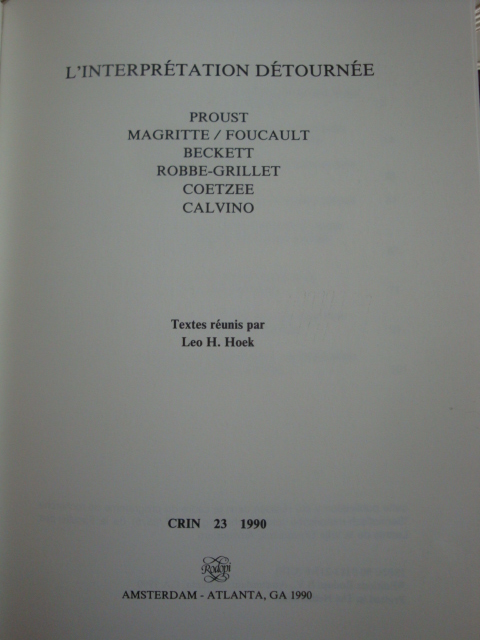 L'INTERPRÉTATION DÉTOURNÉE
PROUST
MAGRITTE / FOUCAULT
BECKETT
ROBBE-GRILLET
COETZEE
CALVINO
Textes réunis par
Leo H. Hoek
CRIN 23 1990
Rodopi
AMSTERDAM - ATLANTA, GA 1990